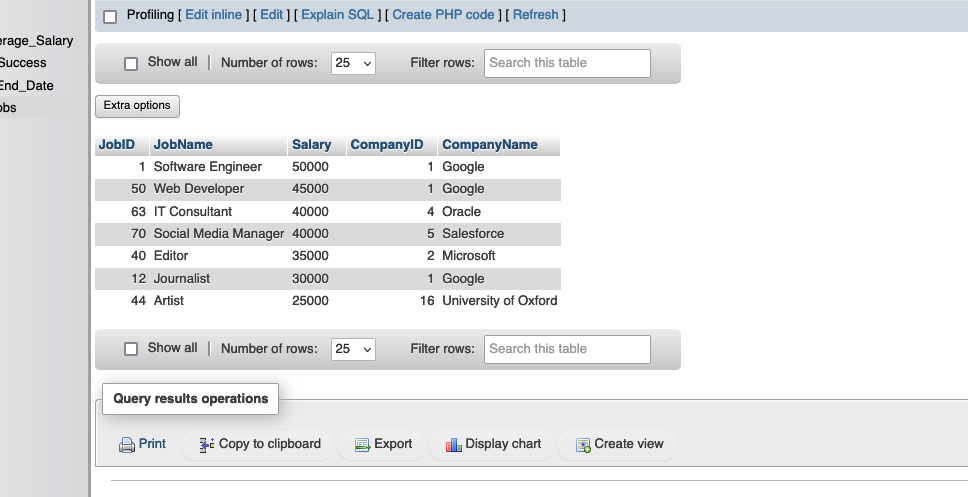 Profiling [ Edit inline ] [ Edit ] [ Explain SQL ] [ Create PHP code ] [ Refresh ]
erage_Salary
Success
End_Date
obs
Show all | Number of rows: 25 Filter rows: Search this table
Extra options
JobID JobName Salary CompanyID CompanyName
1 Software Engineer 50000 1 Google
50 Web Developer 45000 1 Google
63 IT Consultant 40000 4 Oracle
70 Social Media Manager 40000 5 Salesforce
40 Editor 35000 2 Microsoft
12 Journalist 30000 1 Google
44 Artist 25000 16 University of Oxford
Show all | Number of rows: 25 Filter rows: Search this table
Query results operations
Print Copy to clipboard Export Display chart Create view